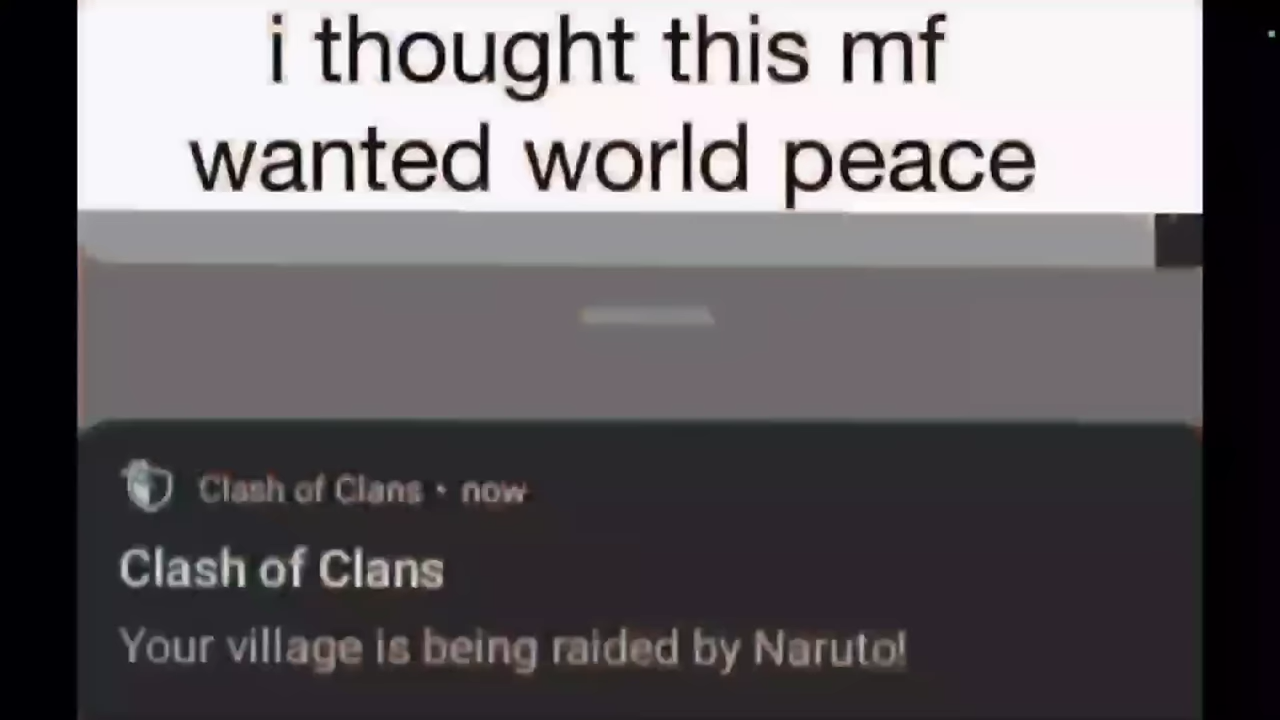 i thought this mf
wanted world peace
Clash of Clans • now
Clash of Clans
Your village is being raided by Naruto!